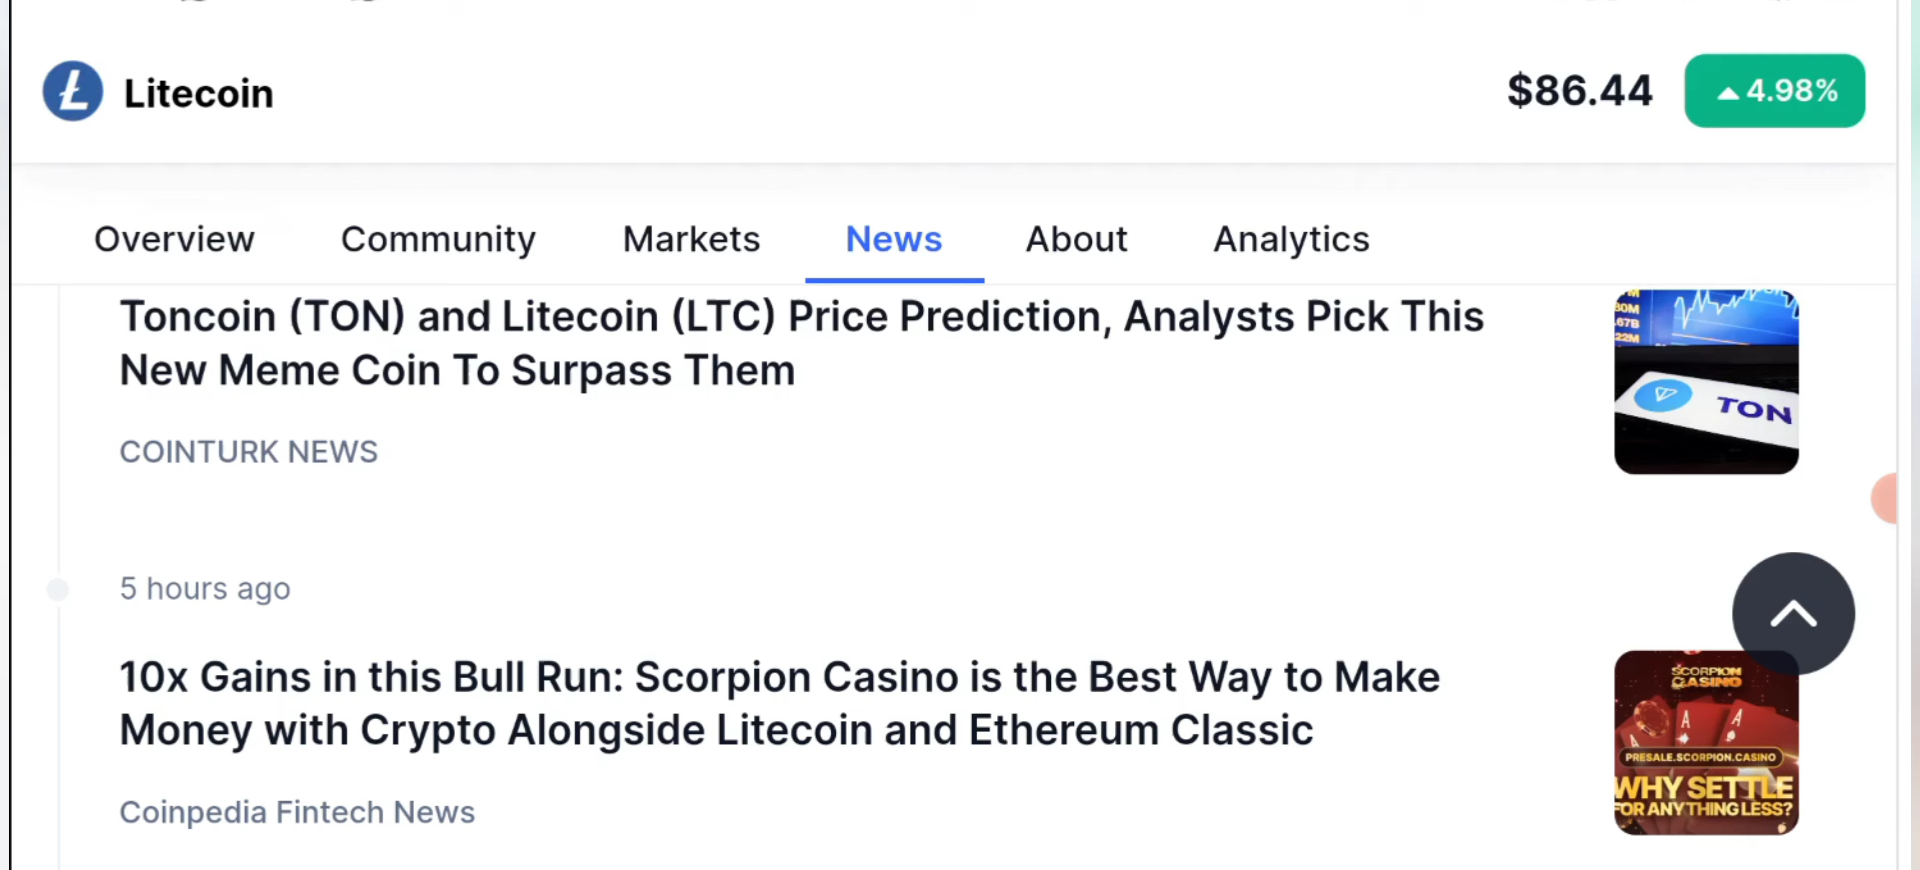 Litecoin
$86.44
4.98%
Overview
Community
Markets
News
About
Analytics
Toncoin (TON) and Litecoin (LTC) Price Prediction, Analysts Pick This
New Meme Coin To Surpass Them
COINTURK NEWS
30M
.67B
22M
TON
5 hours ago
10x Gains in this Bull Run: Scorpion Casino is the Best Way to Make
Money with Crypto Alongside Litecoin and Ethereum Classic
Coinpedia Fintech News
SCORPION
CASINO
A
A
A
PRESALE.SCORPION.CASINO
WHY SETTLE
FOR ANYTHING LESS?